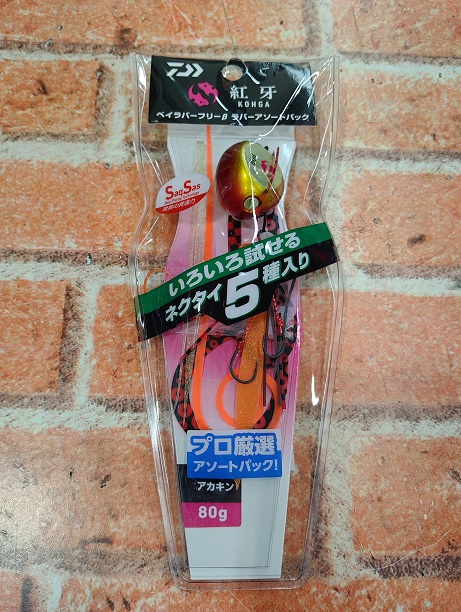 DAIWA
紅牙
KOHGA
ベイラバーフリーβ ラバーアソートパック
SaqSas
いろいろ試せる
ネクタイ5種入り
プロ厳選
アソートパック!
アカキン
80g